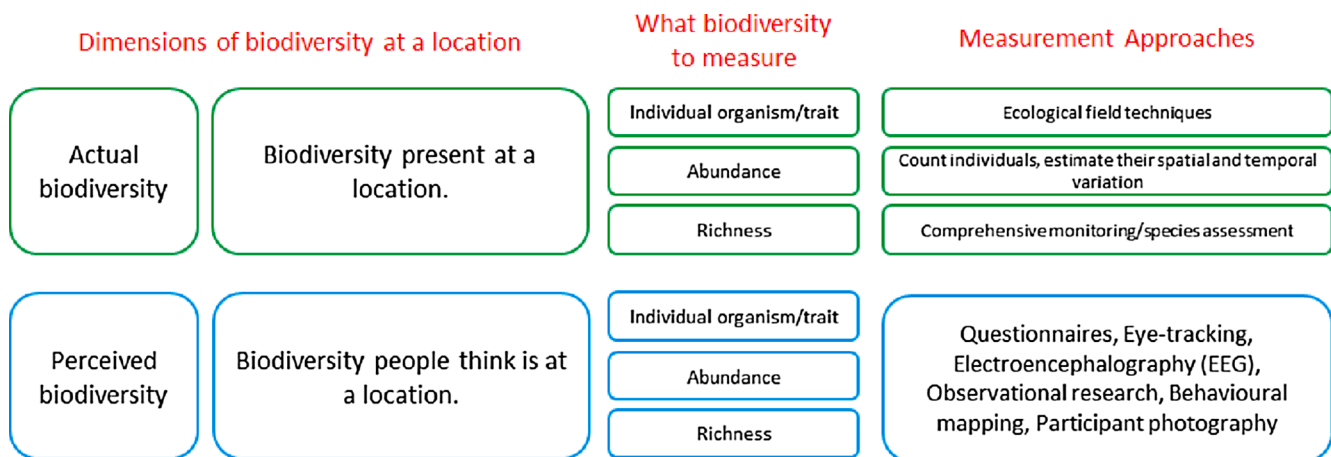 Dimensions of biodiversity at a location
What biodiversity
to measure
Measurement Approaches
Actual
biodiversity
Biodiversity present at a
location.
Individual organism/trait
Abundance
Richness
Ecological field techniques
Count individuals, estimate their spatial and temporal
variation
Comprehensive monitoring/species assessment
Perceived
biodiversity
Biodiversity people think is at
a location.
Individual organism/trait
Abundance
Richness
Questionnaires, Eye-tracking,
Electroencephalography (EEG),
Observational research, Behavioural
mapping, Participant photography